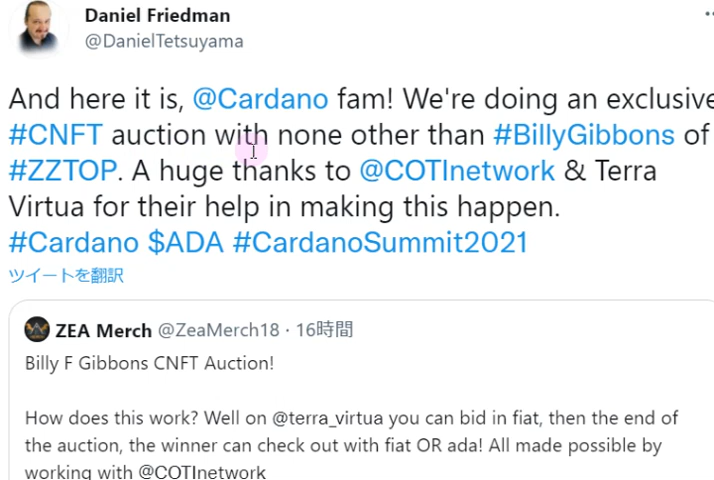 Daniel Friedman
@DanielTetsuyama
And here it is, @Cardano fam! We're doing an exclusive
#CNFT auction with none other than #BillyGibbons of
#ZZTOP. A huge thanks to @COTInetwork & Terra
Virtua for their help in making this happen.
#Cardano $ADA #CardanoSummit2021
ツイートを翻訳
ZEA Merch @ZeaMerch18 · 16時間
Billy F Gibbons CNFT Auction!
How does this work? Well on @terra_virtua you can bid in fiat, then the end of
the auction, the winner can check out with fiat OR ada! All made possible by
working with @COTInetwork